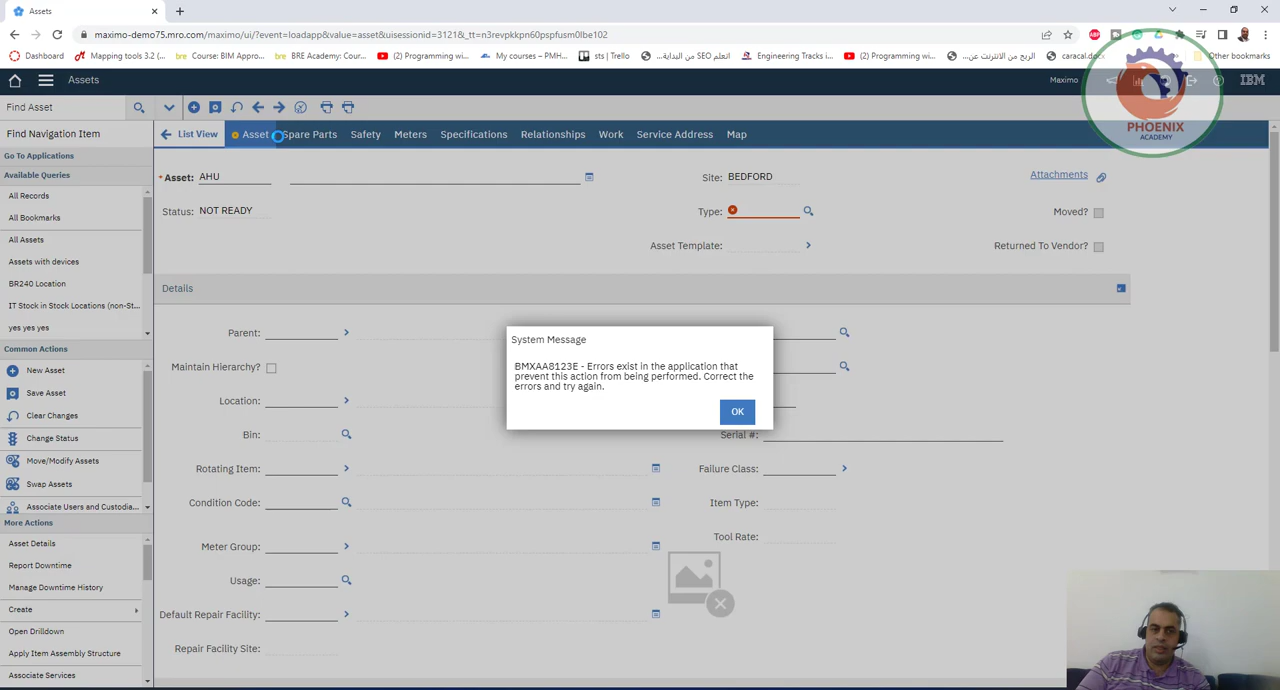 Assets
maximo-demo75.mro.com/maximo/ui/?event=loadapp&value=asset&uisessionid=3121&_tt=n3revpkkpn60pspfusm0lbe102
Dashboard
Mapping tools 3.2 (...
Course: BIM Appro...
BRE Academy: Cour...
(2) Programming wi...
My courses – PMH...
sts | Trello
اتعلم SEO من البداية...
Engineering Tracks i...
(2) Programming wi...
الربح من الانترنت عن...
caracal.docx
Other bookmarks
Assets
Maximo
IBM
PHOENIX
ACADEMY
Find Asset
Find Navigation Item
List View
Asset
Spare Parts
Safety
Meters
Specifications
Relationships
Work
Service Address
Map
Go To Applications
Available Queries
All Records
All Bookmarks
All Assets
Assets with devices
BR240 Location
IT Stock in Stock Locations (non-St...
yes yes yes
Common Actions
New Asset
Save Asset
Clear Changes
Change Status
Move/Modify Assets
Swap Assets
Associate Users and Custodia...
More Actions
Asset Details
Report Downtime
Manage Downtime History
Create
Open Drilldown
Apply Item Assembly Structure
Associate Services
* Asset: AHU
Site: BEDFORD
Attachments
Status: NOT READY
Type:
Moved?
Asset Template:
Returned To Vendor?
Details
Parent:
Maintain Hierarchy?
Location:
Bin:
Serial #:
Rotating Item:
Failure Class:
Condition Code:
Item Type:
Meter Group:
Tool Rate:
Usage:
Default Repair Facility:
Repair Facility Site:
System Message
BMXAA8123E - Errors exist in the application that
prevent this action from being performed. Correct the
errors and try again.
OK